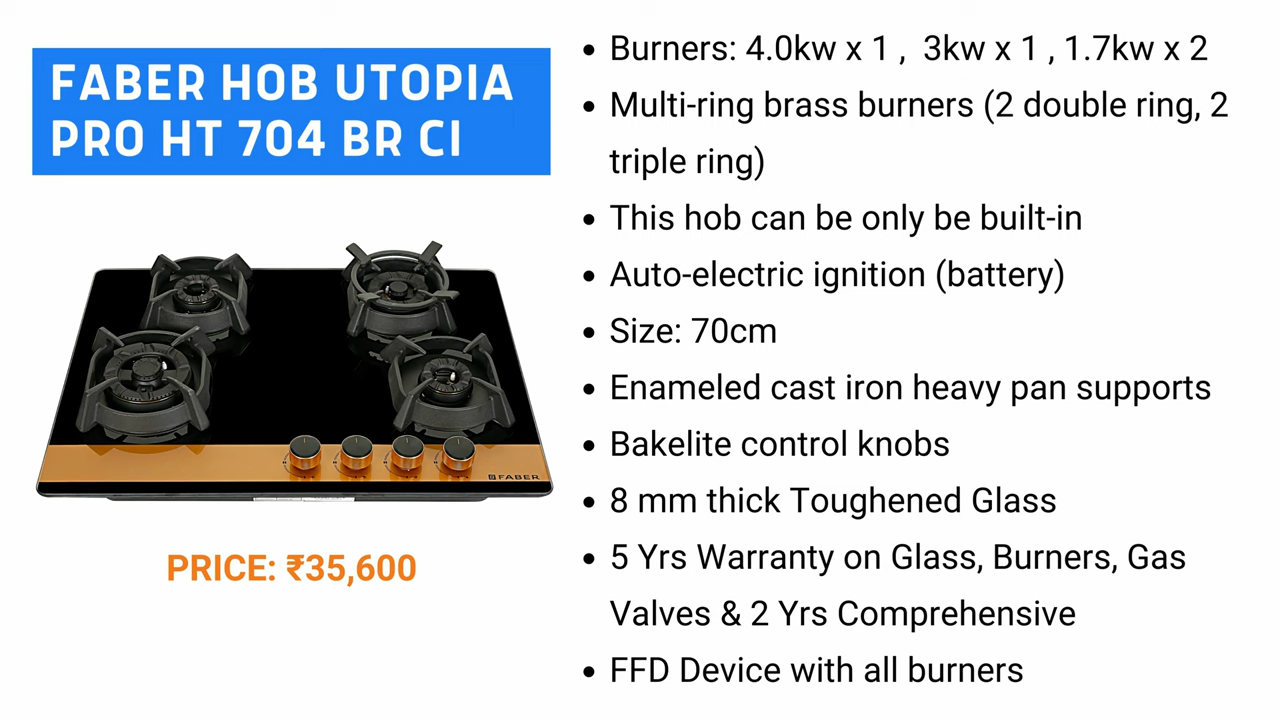 FABER HOB UTOPIA
PRO HT 704 BR CI
FABER
PRICE: ₹35,600
• Burners: 4.0kw x 1 , 3kw x 1 , 1.7kw x 2
• Multi-ring brass burners (2 double ring, 2
triple ring)
• This hob can be only be built-in
• Auto-electric ignition (battery)
• Size: 70cm
• Enameled cast iron heavy pan supports
• Bakelite control knobs
• 8 mm thick Toughened Glass
• 5 Yrs Warranty on Glass, Burners, Gas
Valves & 2 Yrs Comprehensive
• FFD Device with all burners